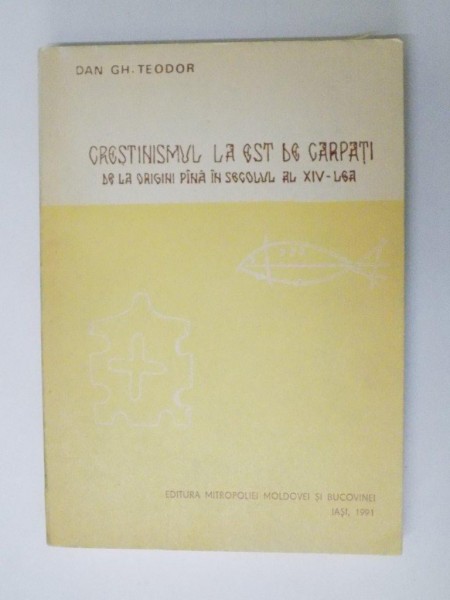 DAN GH. TEODOR
CREȘTINISMUL LA EST DE CARPAȚI
DE LA ORIGINI PÎNĂ ÎN SECOLUL AL XIV-LEA
EDITURA MITROPOLIEI MOLDOVEI ȘI BUCOVINEI
IAȘI, 1991